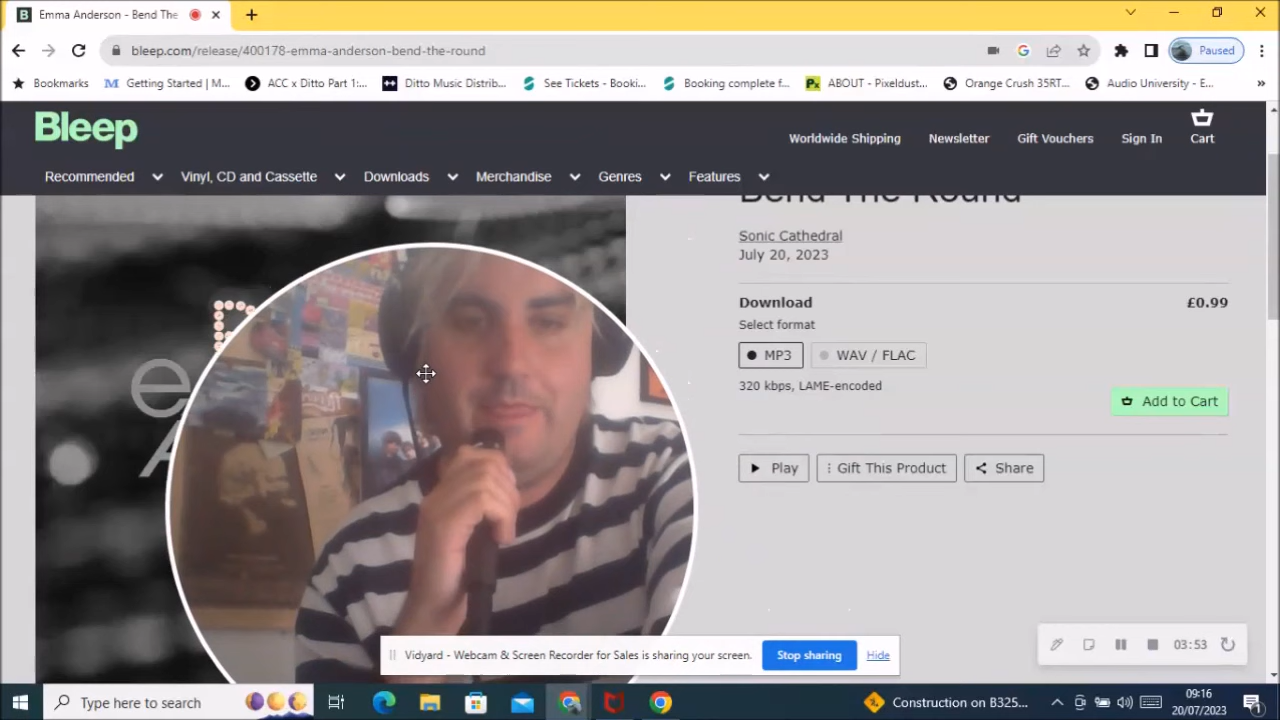 Emma Anderson - Bend The
bleep.com/release/400178-emma-anderson-bend-the-round
Paused
Bookmarks
Getting Started | M...
ACC x Ditto Part 1:...
Ditto Music Distrib...
See Tickets - Booki...
Booking complete f...
ABOUT - Pixeldust...
Orange Crush 35RT...
Audio University - E...
»
Bleep
Worldwide Shipping
Newsletter
Gift Vouchers
Sign In
Cart
Recommended
Vinyl, CD and Cassette
Downloads
Merchandise
Genres
Features
Bend The Round
Sonic Cathedral
July 20, 2023
Download £0.99
Select format
MP3
WAV / FLAC
320 kbps, LAME-encoded
Add to Cart
Play
Gift This Product
Share
e
A
Vidyard - Webcam & Screen Recorder for Sales is sharing your screen.
Stop sharing
Hide
03:53
Type here to search
Construction on B325...
09:16
20/07/2023
1